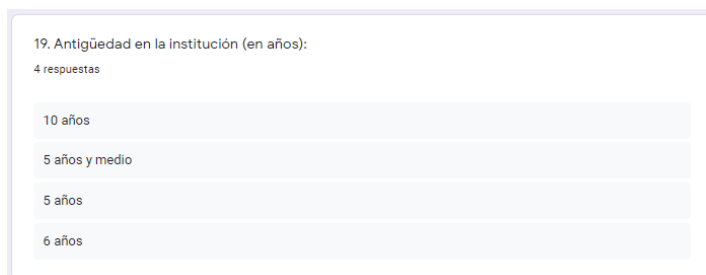 19. Antigüedad en la institución (en años):
4 respuestas
10 años
5 años y medio
5 años
6 años